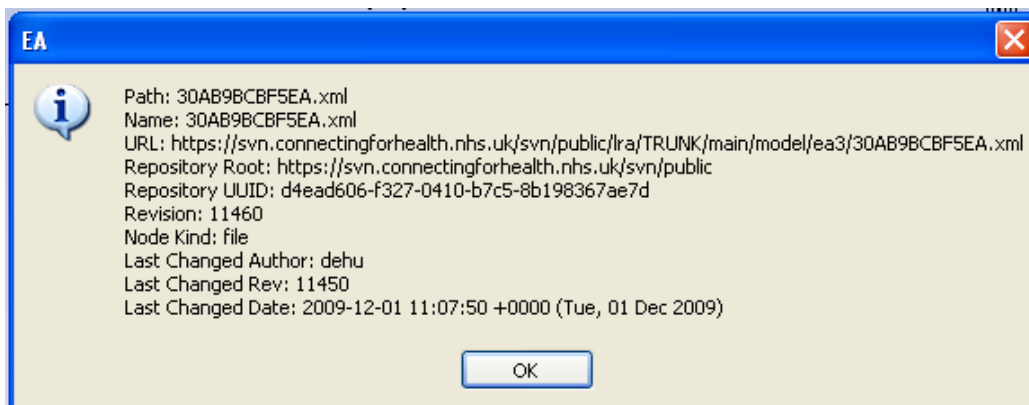 EA
Path: 30AB9BCBF5EA.xml
Name: 30AB9BCBF5EA.xml
URL: https://svn.connectingforhealth.nhs.uk/svn/public/lra/TRUNK/main/model/ea3/30AB9BCBF5EA.xml
Repository Root: https://svn.connectingforhealth.nhs.uk/svn/public
Repository UUID: d4ead606-f327-0410-b7c5-8b198367ae7d
Revision: 11460
Node Kind: file
Last Changed Author: dehu
Last Changed Rev: 11450
Last Changed Date: 2009-12-01 11:07:50 +0000 (Tue, 01 Dec 2009)
OK